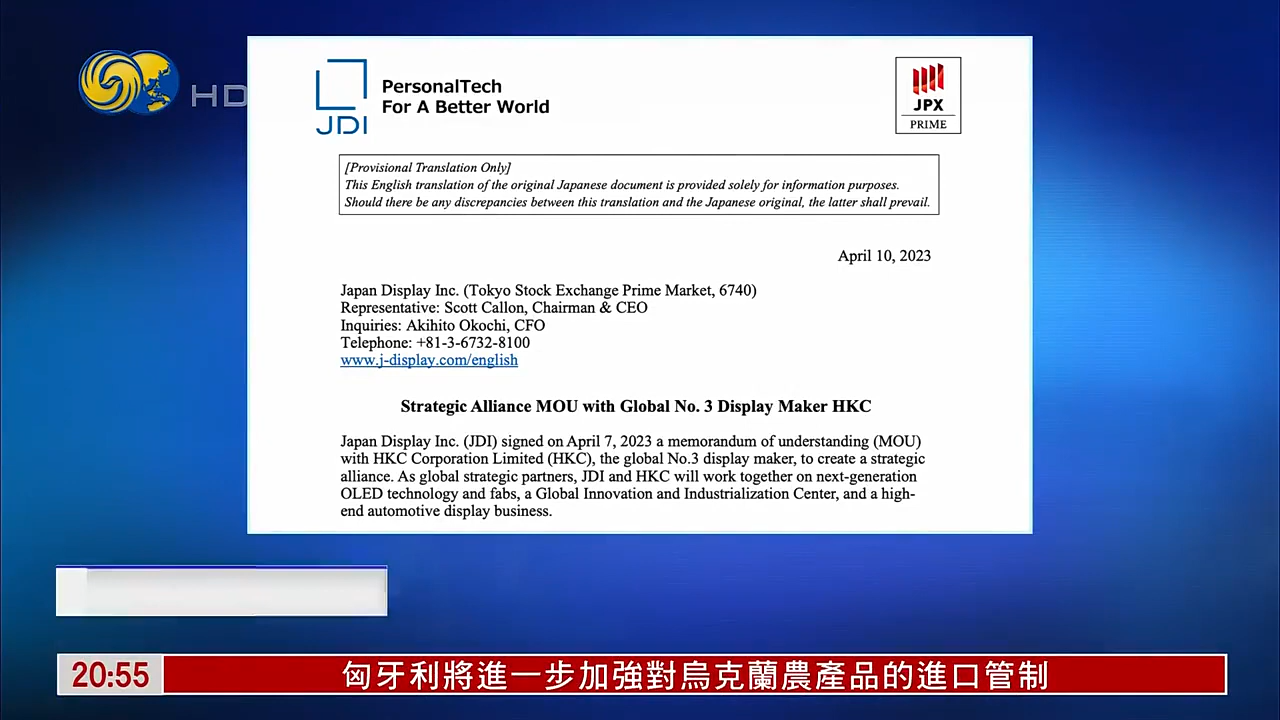 HD
JDI
PersonalTech
For A Better World
JPX
PRIME
[Provisional Translation Only]
This English translation of the original Japanese document is provided solely for information purposes.
Should there be any discrepancies between this translation and the Japanese original, the latter shall prevail.
April 10, 2023
Japan Display Inc. (Tokyo Stock Exchange Prime Market, 6740)
Representative: Scott Callon, Chairman & CEO
Inquiries: Akihito Okochi, CFO
Telephone: +81-3-6732-8100
www.j-display.com/english
Strategic Alliance MOU with Global No. 3 Display Maker HKC
Japan Display Inc. (JDI) signed on April 7, 2023 a memorandum of understanding (MOU)
with HKC Corporation Limited (HKC), the global No.3 display maker, to create a strategic
alliance. As global strategic partners, JDI and HKC will work together on next-generation
OLED technology and fabs, a Global Innovation and Industrialization Center, and a high-
end automotive display business.
20:55
匈牙利將進一步加強對烏克蘭農產品的進口管制